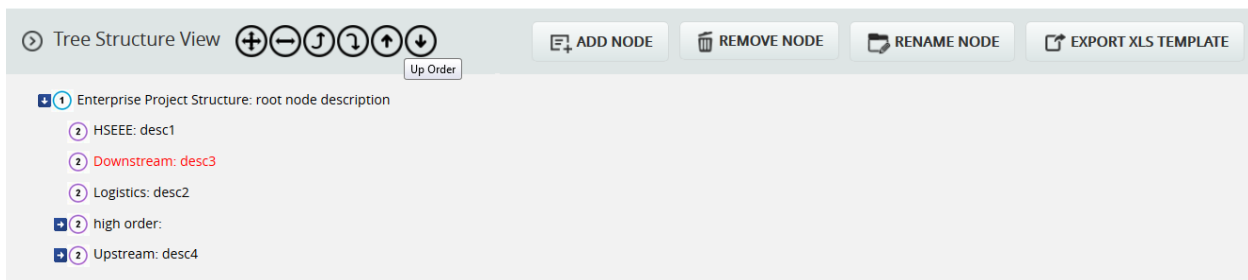 Tree Structure View ADD NODE REMOVE NODE RENAME NODE EXPORT XLS TEMPLATE
Up Order
1 Enterprise Project Structure: root node description
2 HSEEE: desc1
2 Downstream: desc3
2 Logistics: desc2
2 high order:
2 Upstream: desc4